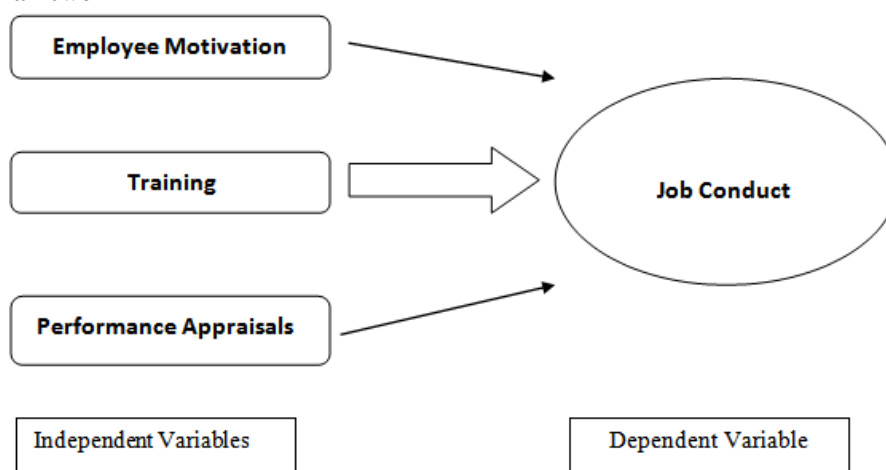 Employee Motivation
Training
Job Conduct
Performance Appraisals
Independent Variables
Dependent Variable